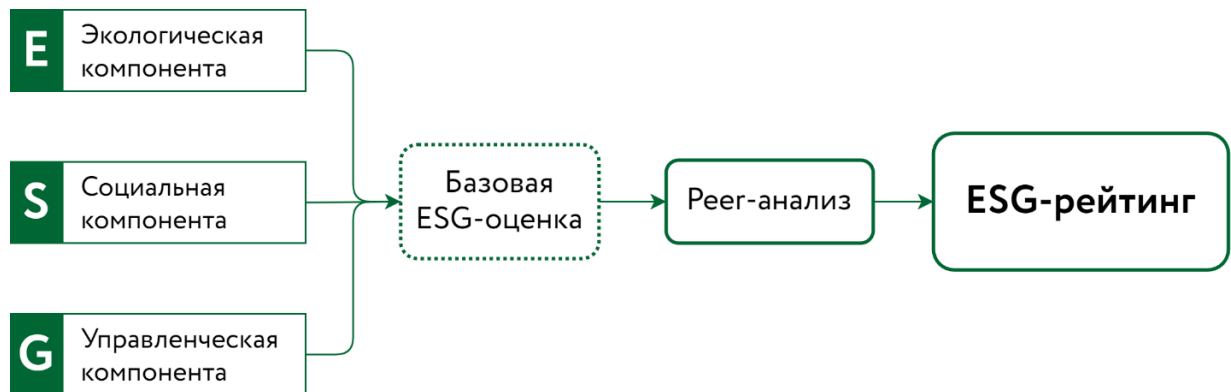 E
Экологическая
компонента
S
Социальная
компонента
G
Управленческая
компонента
Базовая
ESG-оценка
Peer-анализ
ESG-рейтинг